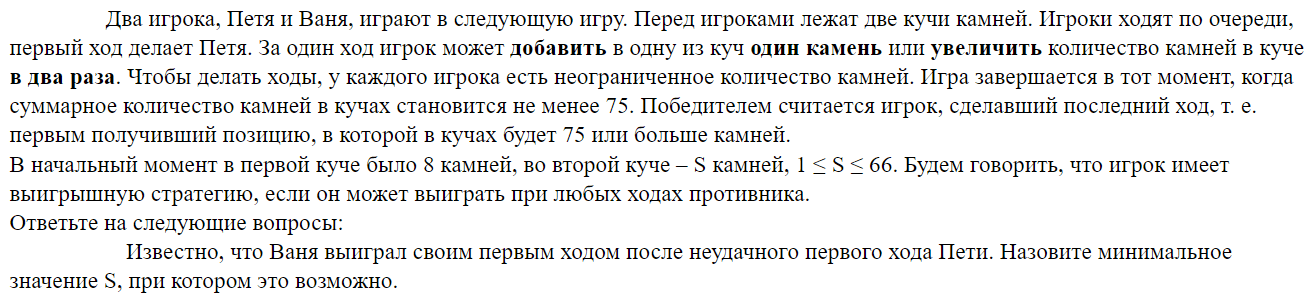 Два игрока, Петя и Ваня, играют в следующую игру. Перед игроками лежат две кучи камней. Игроки ходят по очереди,
первый ход делает Петя. За один ход игрок может добавить в одну из куч один камень или увеличить количество камней в куче
в два раза. Чтобы делать ходы, у каждого игрока есть неограниченное количество камней. Игра завершается в тот момент, когда
суммарное количество камней в кучах становится не менее 75. Победителем считается игрок, сделавший последний ход, т. е.
первым получивший позицию, в которой в кучах будет 75 или больше камней.
В начальный момент в первой куче было 8 камней, во второй куче – S камней, 1 ≤ S ≤ 66. Будем говорить, что игрок имеет
выигрышную стратегию, если он может выиграть при любых ходах противника.
Ответьте на следующие вопросы:
Известно, что Ваня выиграл своим первым ходом после неудачного первого хода Пети. Назовите минимальное
значение S, при котором это возможно.